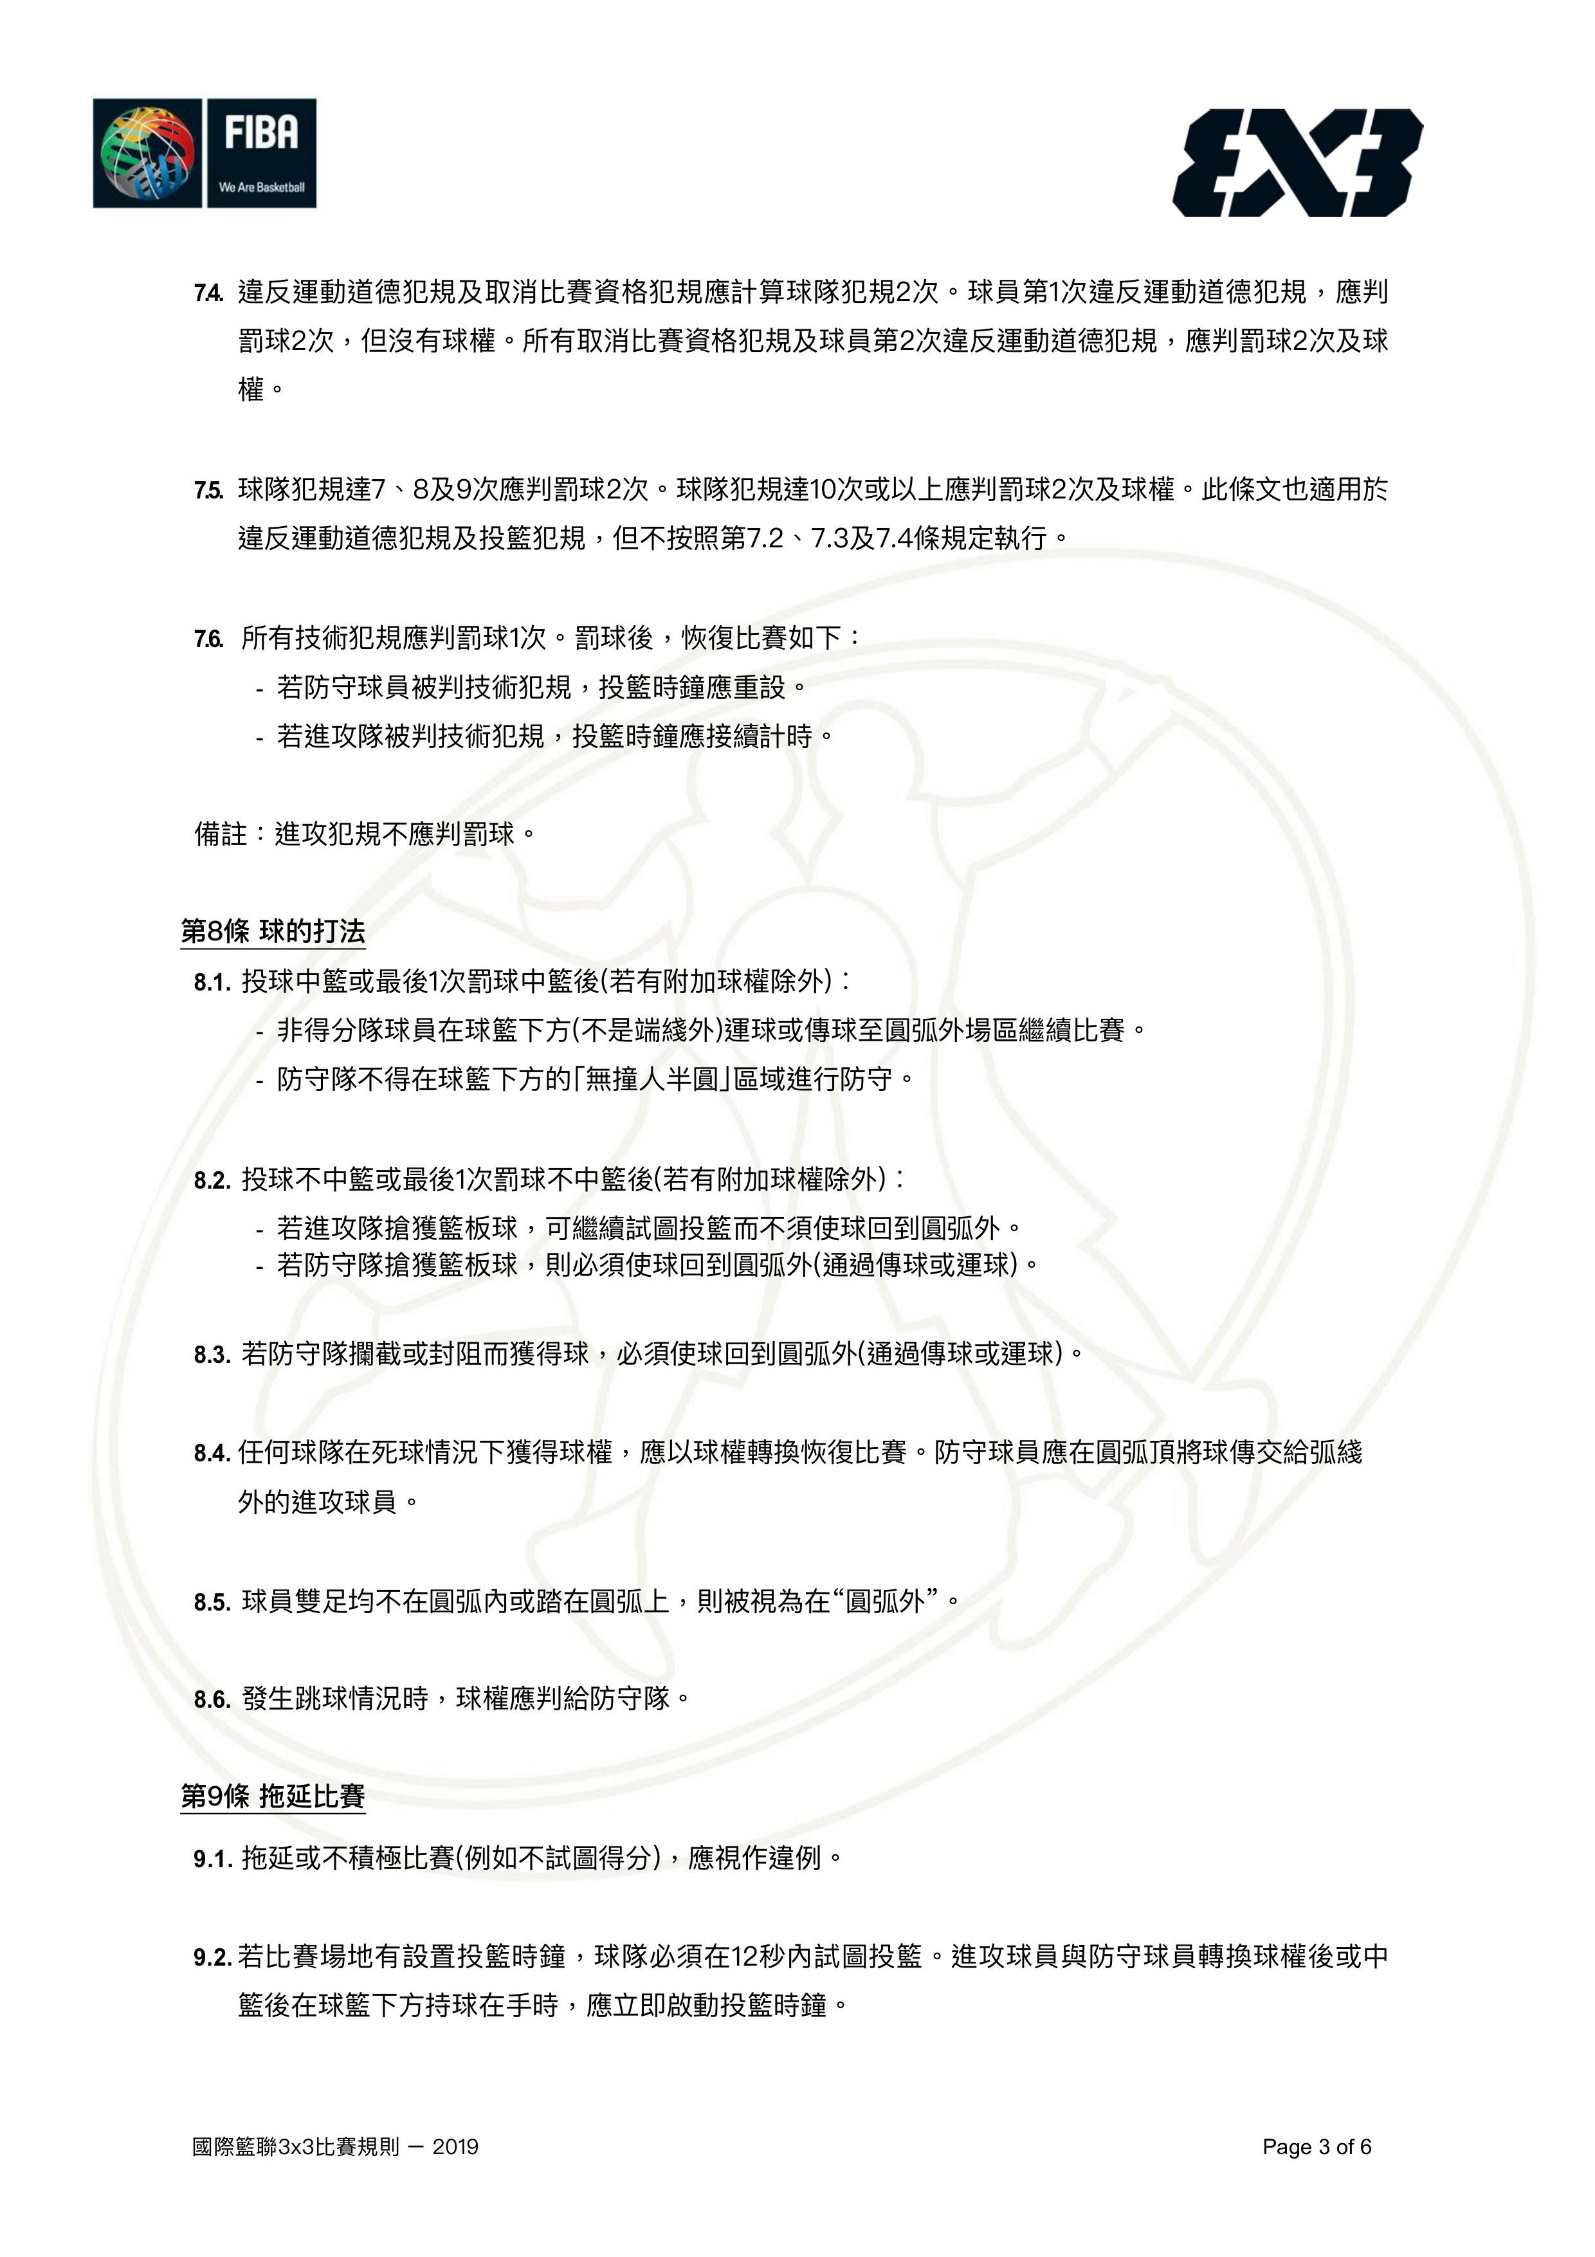 FIBA
We Are Basketball
3X3
7.4. 違反運動道德犯規及取消比賽資格犯規應計算球隊犯規2次。球員第1次違反運動道德犯規，應判
罰球2次，但沒有球權。所有取消比賽資格犯規及球員第2次違反運動道德犯規，應判罰球2次及球
權。
7.5. 球隊犯規達7、8及9次應判罰球2次。球隊犯規達10次或以上應判罰球2次及球權。此條文也適用於
違反運動道德犯規及投籃犯規，但不按照第7.2、7.3及7.4條規定執行。
7.6. 所有技術犯規應判罰球1次。罰球後，恢復比賽如下：
- 若防守球員被判技術犯規，投籃時鐘應重設。
- 若進攻隊被判技術犯規，投籃時鐘應接續計時。
備註：進攻犯規不應判罰球。
第8條 球的打法
8.1. 投球中籃或最後1次罰球中籃後(若有附加球權除外)：
- 非得分隊球員在球籃下方(不是端綫外)運球或傳球至圓弧外場區繼續比賽。
- 防守隊不得在球籃下方的「無撞人半圓」區域進行防守。
8.2. 投球不中籃或最後1次罰球不中籃後(若有附加球權除外)：
- 若進攻隊搶獲籃板球，可繼續試圖投籃而不須使球回到圓弧外。
- 若防守隊搶獲籃板球，則必須使球回到圓弧外(通過傳球或運球)。
8.3. 若防守隊攔截或封阻而獲得球，必須使球回到圓弧外(通過傳球或運球)。
8.4. 任何球隊在死球情況下獲得球權，應以球權轉換恢復比賽。防守球員應在圓弧頂將球傳交給弧綫
外的進攻球員。
8.5. 球員雙足均不在圓弧內或踏在圓弧上，則被視為在“圓弧外”。
8.6. 發生跳球情況時，球權應判給防守隊。
第9條 拖延比賽
9.1. 拖延或不積極比賽(例如不試圖得分)，應視作違例。
9.2. 若比賽場地有設置投籃時鐘，球隊必須在12秒內試圖投籃。進攻球員與防守球員轉換球權後或中
籃後在球籃下方持球在手時，應立即啟動投籃時鐘。
國際籃聯3x3比賽規則 － 2019
Page 3 of 6